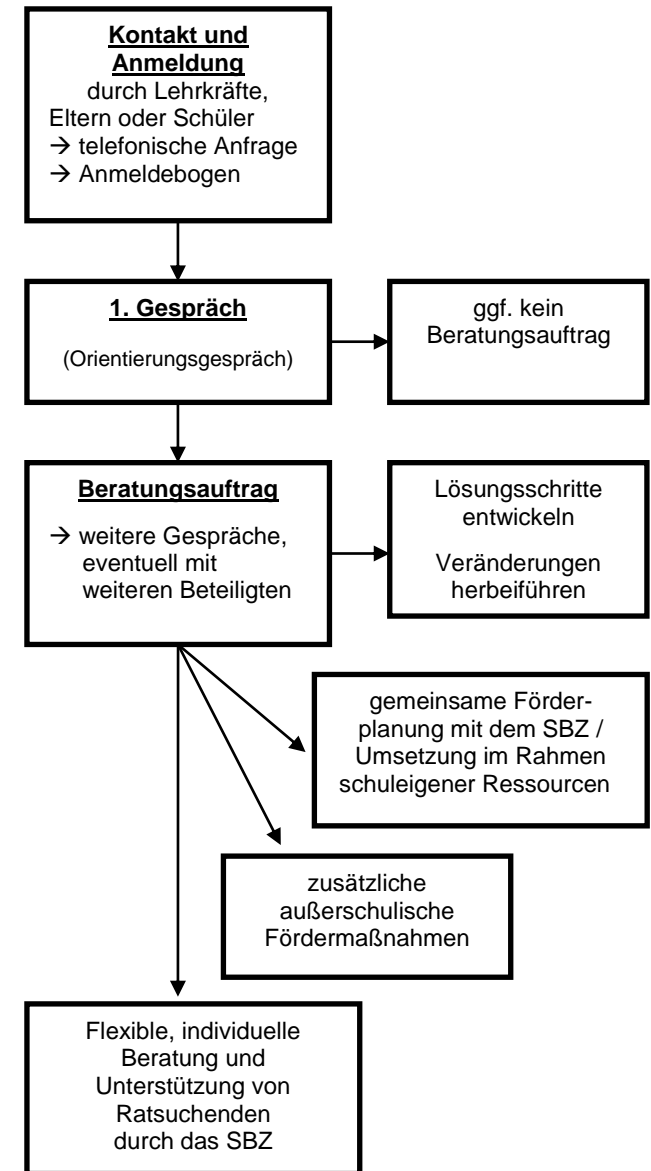 Kontakt und
Anmeldung
durch Lehrkräfte,
Eltern oder Schüler
→ telefonische Anfrage
→ Anmeldebogen
1. Gespräch
(Orientierungsgespräch)
ggf. kein
Beratungsauftrag
Beratungsauftrag
→ weitere Gespräche,
eventuell mit
weiteren Beteiligten
Lösungsschritte
entwickeln
Veränderungen
herbeiführen
gemeinsame Förder-
planung mit dem SBZ /
Umsetzung im Rahmen
schuleigener Ressourcen
zusätzliche
außerschulische
Fördermaßnahmen
Flexible, individuelle
Beratung und
Unterstützung von
Ratsuchenden
durch das SBZ